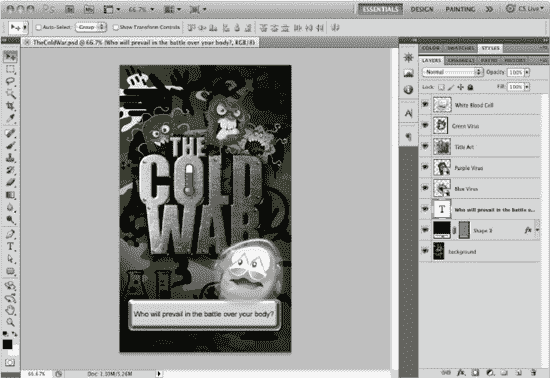 Ps Br Mb 66.7%
ESSENTIALS DESIGN PAINTING CS Live
Auto-Select: Group Show Transform Controls
TheColdWar.psd @ 66.7% (Who will prevail in the battle over your body?, RGB/8)
COLOR SWATCHES STYLES
LAYERS CHANNELS PATHS HISTORY
Normal Opacity: 100%
Lock: Fill: 100%
White Blood Cell
Green Virus
Title Art
Purple Virus
Blue Virus
T Who will prevail in the battle o...
Shape 3 fx
background
THE
COLD
WAR
Who will prevail in the battle over your body?
66.67% Doc: 1.10M/5.26M